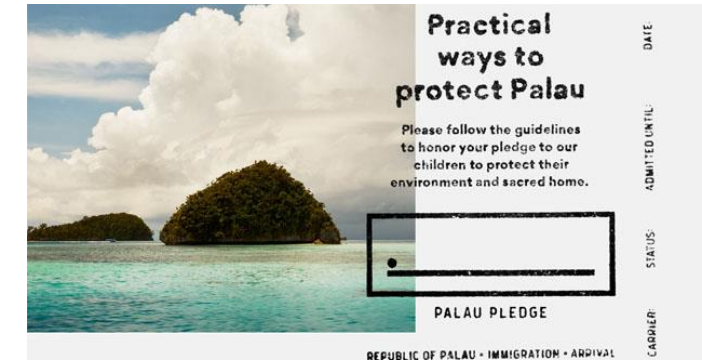 Practical
ways to
protect Palau
Please follow the guidelines
to honor your pledge to our
children to protect their
environment and sacred home.
PALAU PLEDGE
REPUBLIC OF PALAU • IMMIGRATION • ARRIVAL
DATE:
ADMITTED UNTIL:
STATUS:
CARRIER: